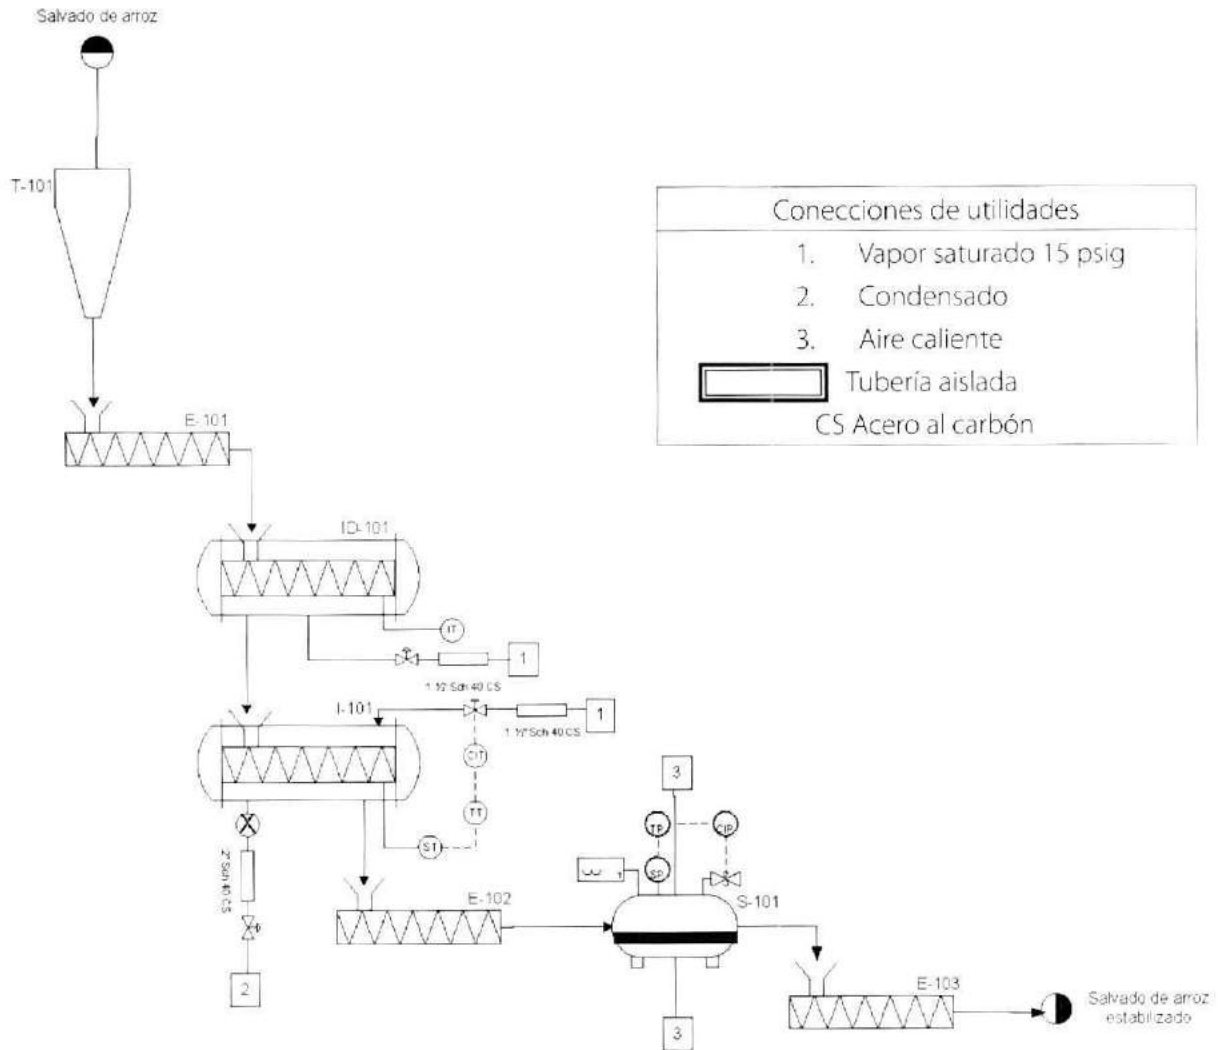 Salvado de arroz
T-101
Conecciones de utilidades
1. Vapor saturado 15 psig
2. Condensado
3. Aire caliente
Tubería aislada
CS Acero al carbón
E-101
ID-101
IT
1
1 ½" Sch 40 CS
I-101
1
1 ½" Sch 40 CS
CIT
TT
ST
3
TP
CIP
SP
2" Sch 40 CS
E-102
S-101
2
3
E-103
Salvado de arroz
estabilizado